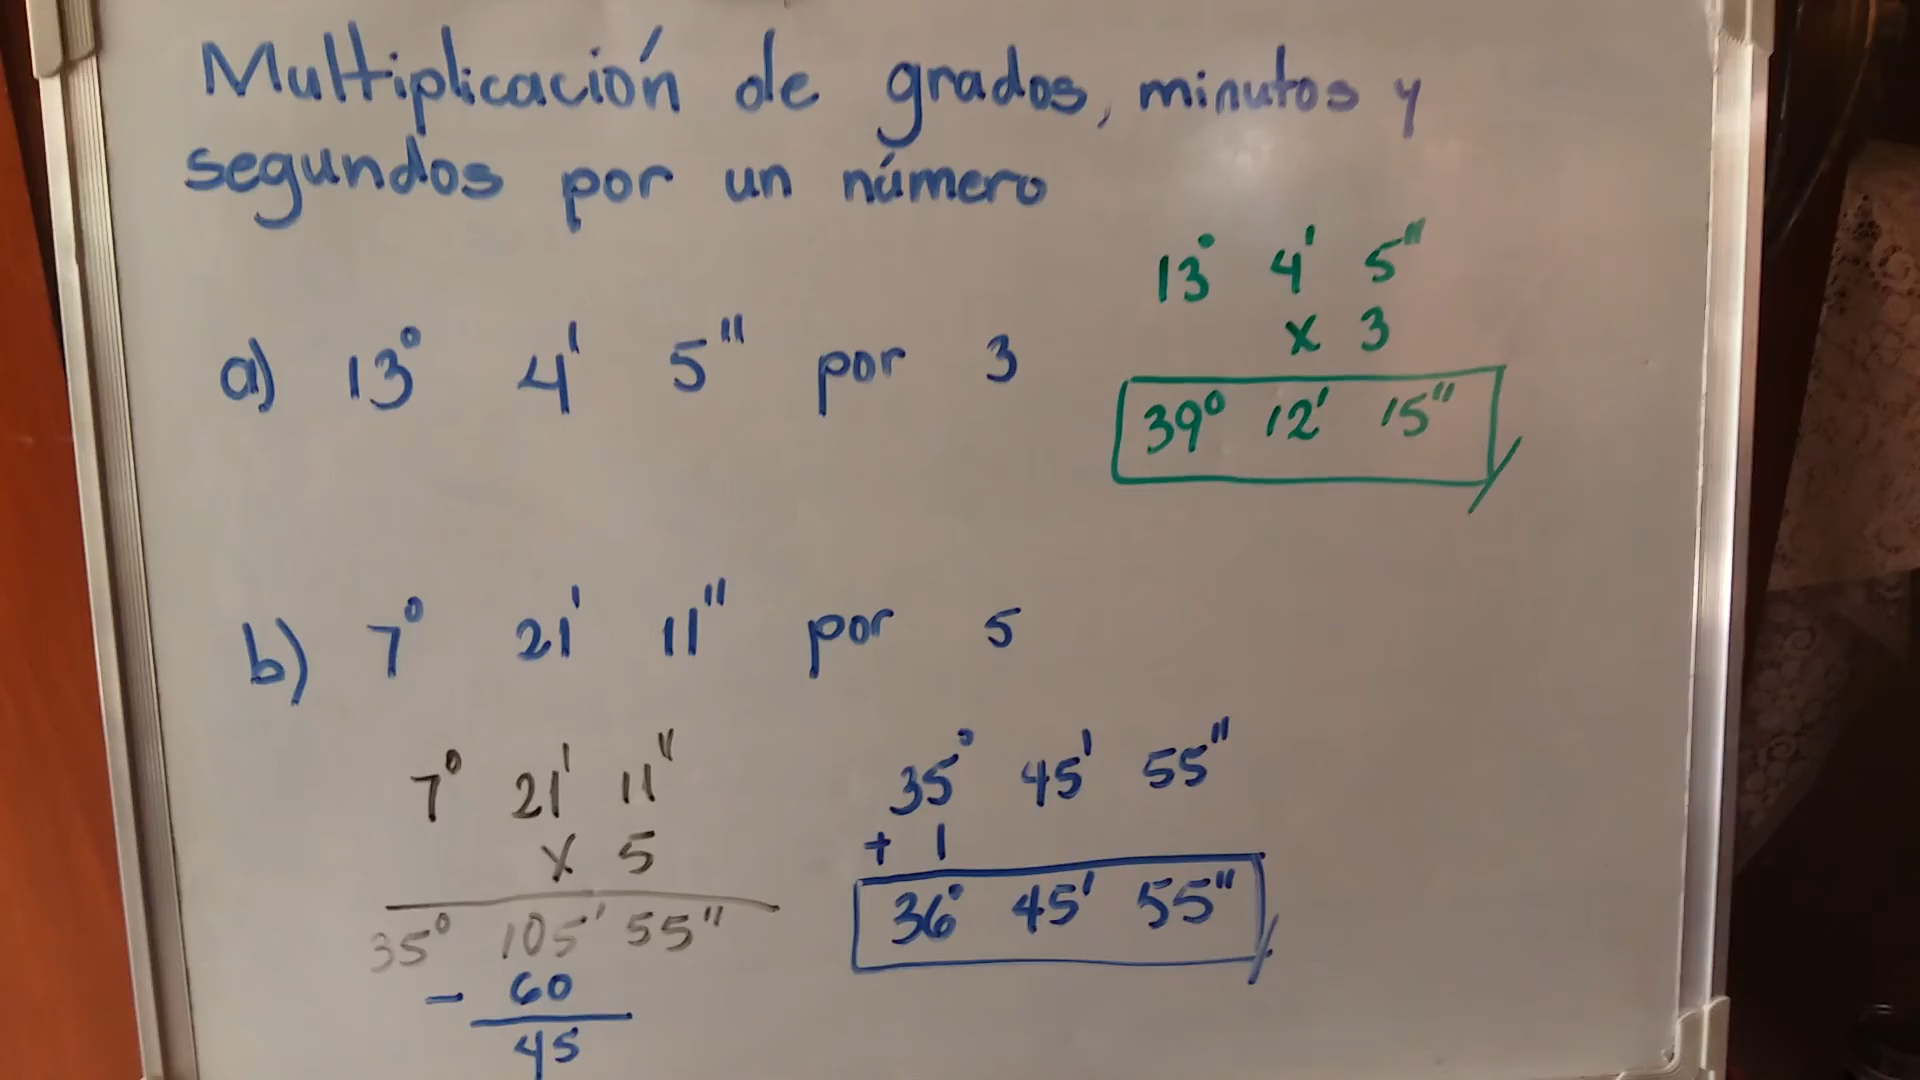 Multiplicación de grados, minutos y
segundos por un número
a) 13° 4' 5" por 3
13° 4' 5"
x 3
39° 12' 15"
b) 7° 21' 11" por 5
7° 21' 11"
x 5
35° 105' 55"
- 60
45
35° 45' 55"
+ 1
36° 45' 55"